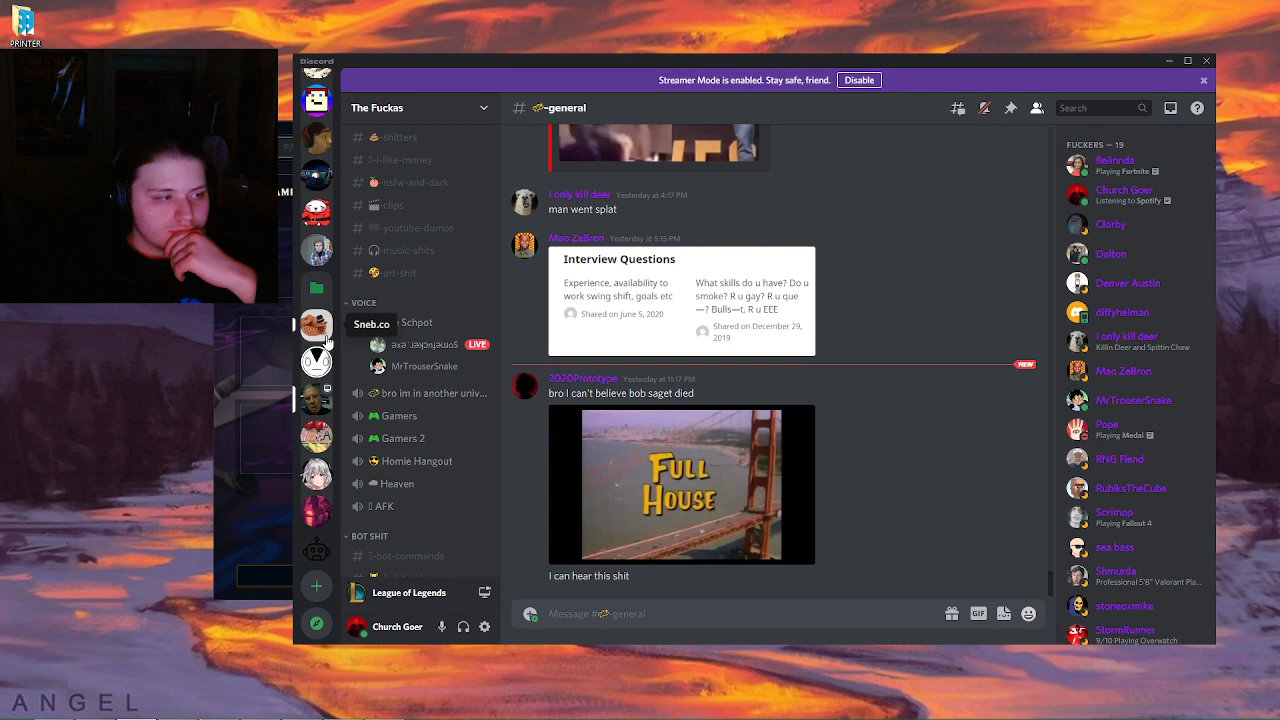 PRINTER
Discord
Streamer Mode is enabled. Stay safe, friend.
Disable
The Fuckas
-general
Search
-shitters
-i-like-money
-nsfw-and-dark
-clips
-youtube-dumps
-music-shits
-art-shit
VOICE
Sneb.co
Schpot
LIVE
MrTrouserSnake
bro im in another univ...
Gamers
Gamers 2
Homie Hangout
Heaven
AFK
BOT SHIT
-bot-commands
League of Legends
Church Goer
I only kill deer Yesterday at 4:17 PM
man went splat
Mao ZeBron Yesterday at 5:15 PM
Interview Questions
Experience, availability to
work swing shift, goals etc
Shared on June 5, 2020
What skills do u have? Do u
smoke? R u gay? R u que
—? Bulls—t. R u EEE
Shared on December 29,
2019
NEW
2020Prototype Yesterday at 11:17 PM
bro I can't believe bob saget died
FULL
HOUSE
I can hear this shit
Message #-general
GIF
FUCKERS — 19
Belinnda
Playing Fortnite
Church Goer
Listening to Spotify
Clorby
Dalton
Denver Austin
diffyhelman
I only kill deer
Killin Deer and Spittin Chaw
Mao ZeBron
MrTrouserSnake
Pope
Playing Medal
RNG Fiend
RubiksTheCube
Scrimop
Playing Fallout 4
sea bass
Shmurda
Professional 5'8" Valorant Pla...
stoneoxmike
StormRunner
9/10 Playing Overwatch
ANGEL